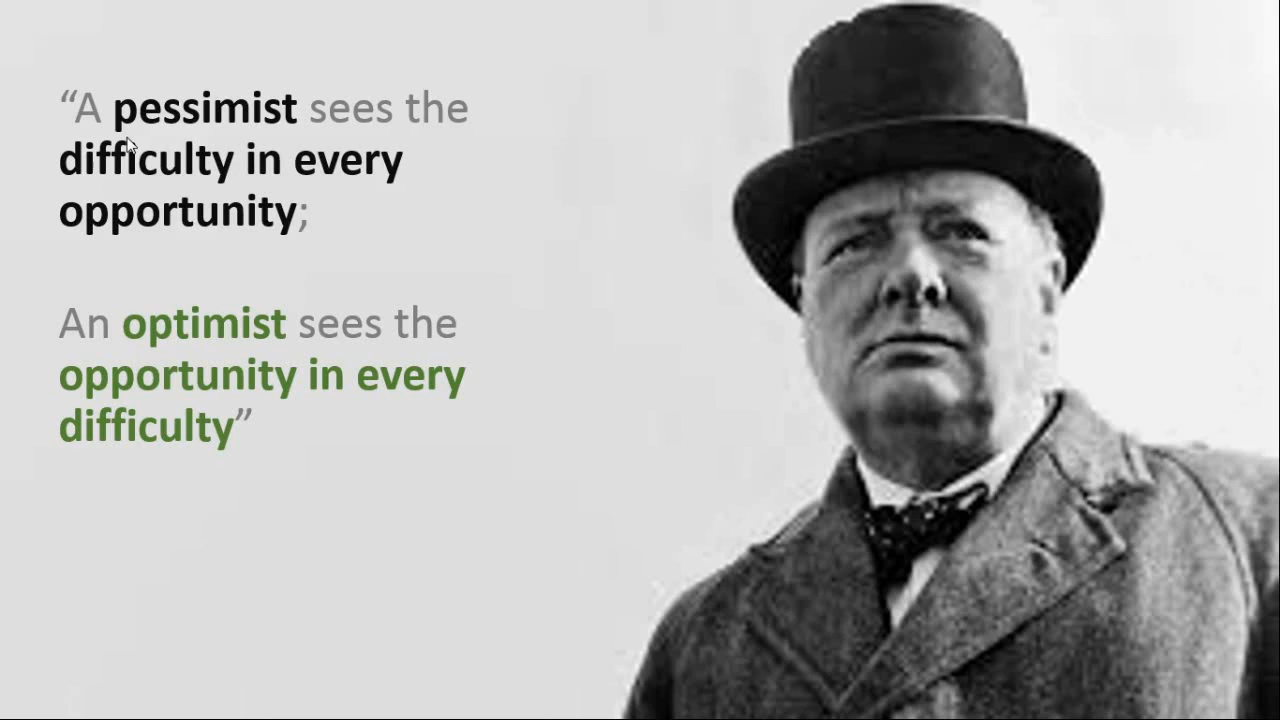 “A pessimist sees the
difficulty in every
opportunity;
An optimist sees the
opportunity in every
difficulty”